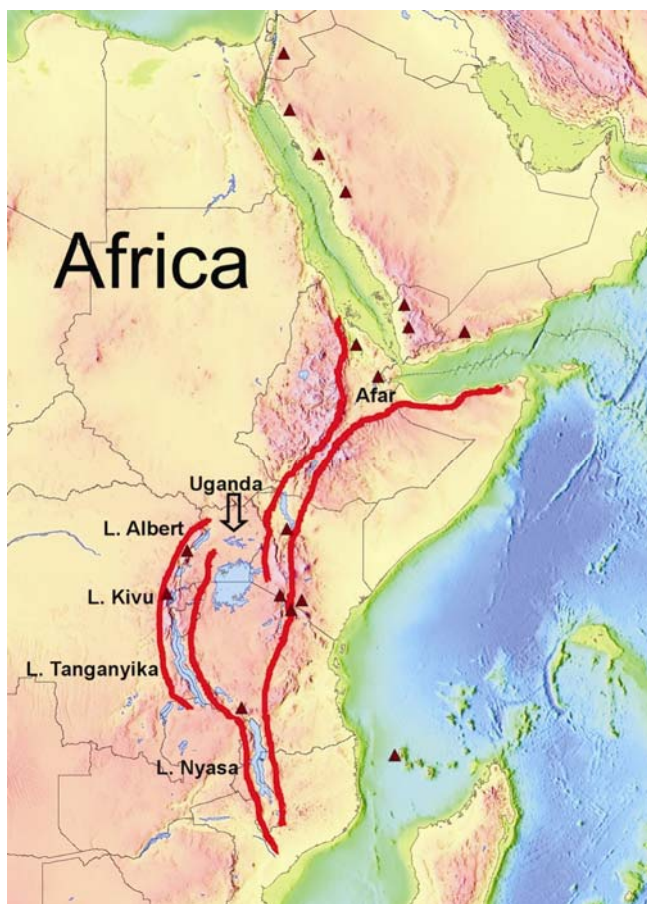 Africa
Afar
Uganda
L. Albert
L. Kivu
L. Tanganyika
L. Nyasa